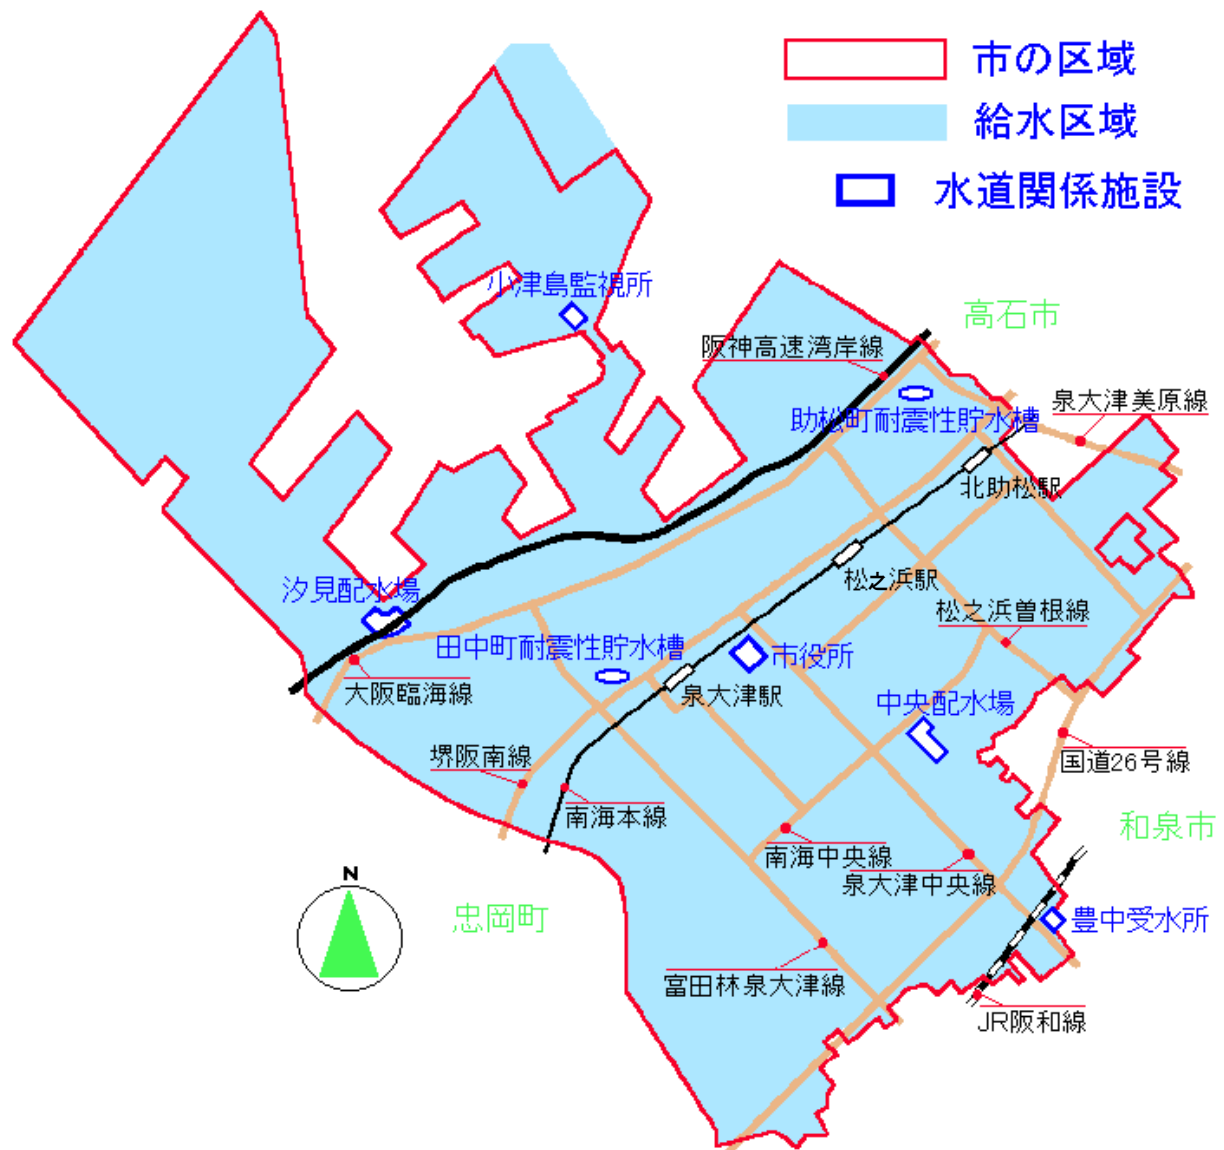 市の区域
給水区域
水道関係施設
小津島監視所
高石市
阪神高速湾岸線
泉大津美原線
助松町耐震性貯水槽
北助松駅
松之浜駅
汐見配水場
松之浜曽根線
田中町耐震性貯水槽
市役所
大阪臨海線
泉大津駅
中央配水場
堺阪南線
国道26号線
南海本線
和泉市
南海中央線
泉大津中央線
N
忠岡町
豊中受水所
富田林泉大津線
JR阪和線